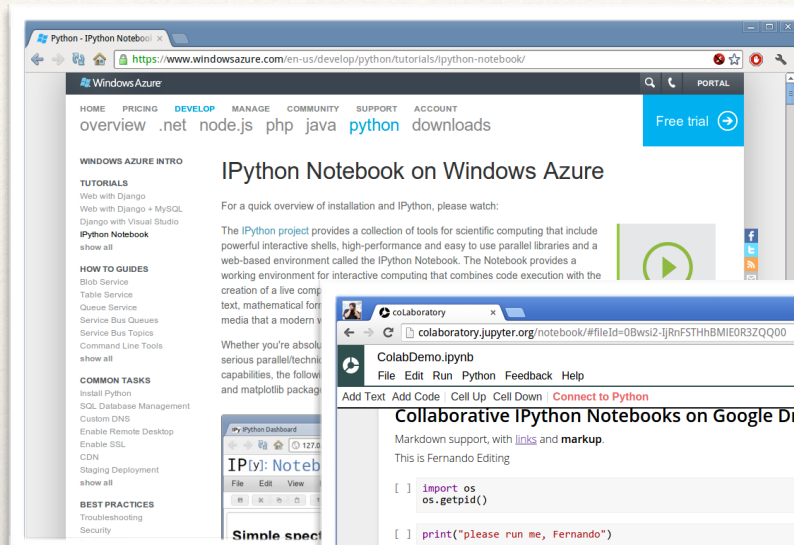 Python - IPython Noteboo
https://www.windowsazure.com/en-us/develop/python/tutorials/ipython-notebook/
Windows Azure
PORTAL
HOME PRICING DEVELOP MANAGE COMMUNITY SUPPORT ACCOUNT
overview .net node.js php java python downloads
Free trial
WINDOWS AZURE INTRO
TUTORIALS
Web with Django
Web with Django + MySQL
Django with Visual Studio
IPython Notebook
show all
HOW TO GUIDES
Blob Service
Table Service
Queue Service
Service Bus Queues
Service Bus Topics
Command Line Tools
show all
COMMON TASKS
Install Python
SQL Database Management
Custom DNS
Enable Remote Desktop
Enable SSL
CDN
Staging Deployment
show all
BEST PRACTICES
Troubleshooting
Security
IPython Notebook on Windows Azure
For a quick overview of installation and IPython, please watch:
The IPython project provides a collection of tools for scientific computing that include
powerful interactive shells, high-performance and easy to use parallel libraries and a
web-based environment called the IPython Notebook. The Notebook provides a
working environment for interactive computing that combines code execution with the
creation of a live comp
text, mathematical form
media that a modern w
Whether you're absolu
serious parallel/technic
capabilities, the followi
and matplotlib packag
IPython Dashboard
127.0
IP[y]: Noteb
File Edit View
Simple spect
coLaboratory
colaboratory.jupyter.org/notebook/#fileId=0Bwsi2-IjRnFSTHhBMIE0R3ZQQ00
ColabDemo.ipynb
File Edit Run Python Feedback Help
Add Text Add Code Cell Up Cell Down Connect to Python
Collaborative IPython Notebooks on Google Dr
Markdown support, with links and markup.
This is Fernando Editing
[ ] import os
os.getpid()
[ ] print("please run me, Fernando")